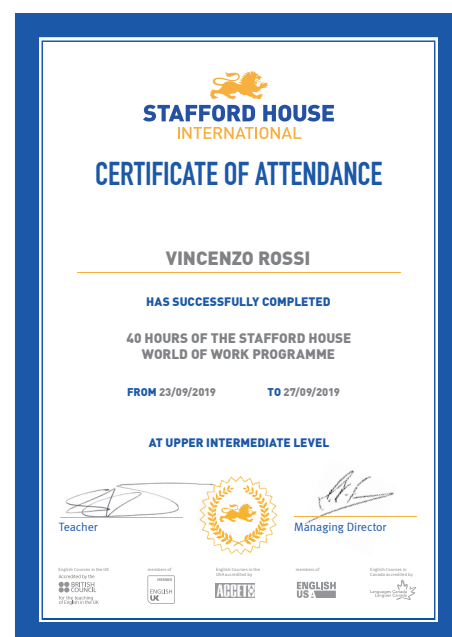 STAFFORD HOUSE
INTERNATIONAL
CERTIFICATE OF ATTENDANCE
VINCENZO ROSSI
HAS SUCCESSFULLY COMPLETED
40 HOURS OF THE STAFFORD HOUSE
WORLD OF WORK PROGRAMME
FROM 23/09/2019 TO 27/09/2019
AT UPPER INTERMEDIATE LEVEL
Teacher
Managing Director
English Courses in the UK
Accredited by the
BRITISH
COUNCIL
for the teaching
of English in the UK
members of
MEMBER
ENGLISH
UK
English Courses in the
USA accredited by
ACCET
members of
ENGLISH
USA
English Courses in
Canada accredited by
Languages Canada
Langues Canada